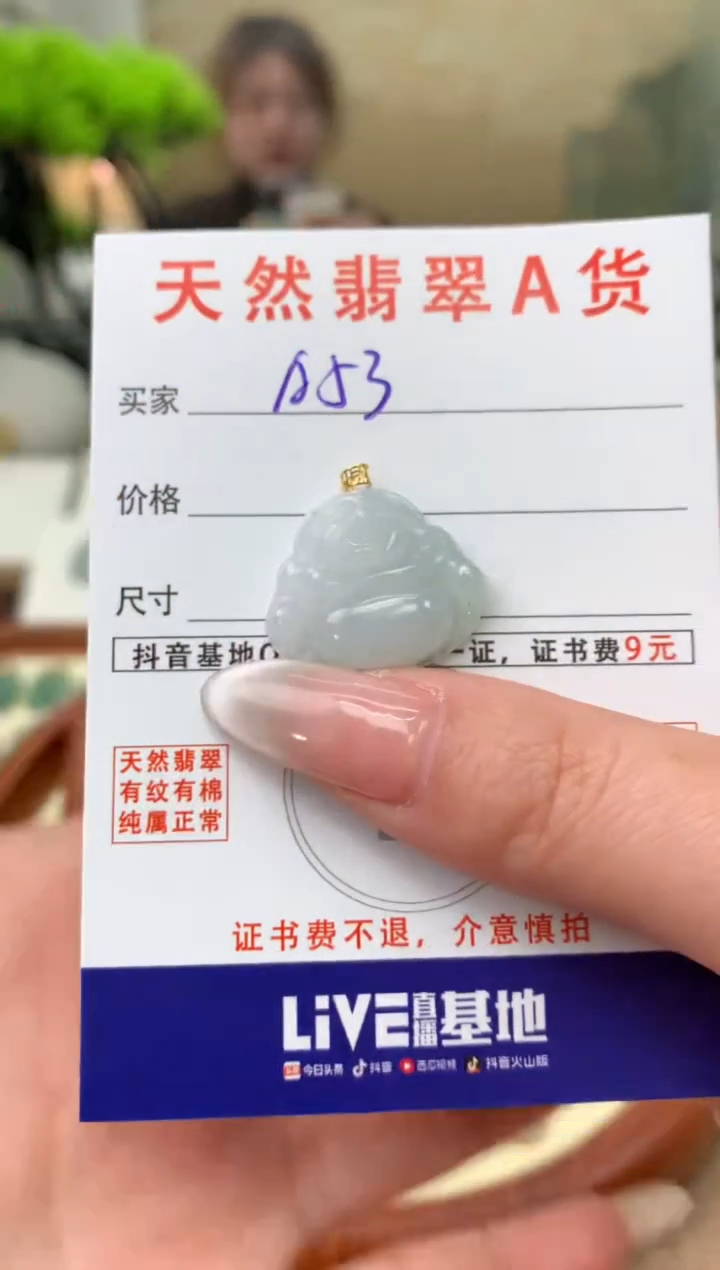 天然翡翠A货
买家 A53
价格
尺寸
抖音基地 一证，证书费9元
天然翡翠
有纹有棉
纯属正常
证书费不退，介意慎拍
LIVE直播基地
今日头条 抖音 西瓜视频 抖音火山版